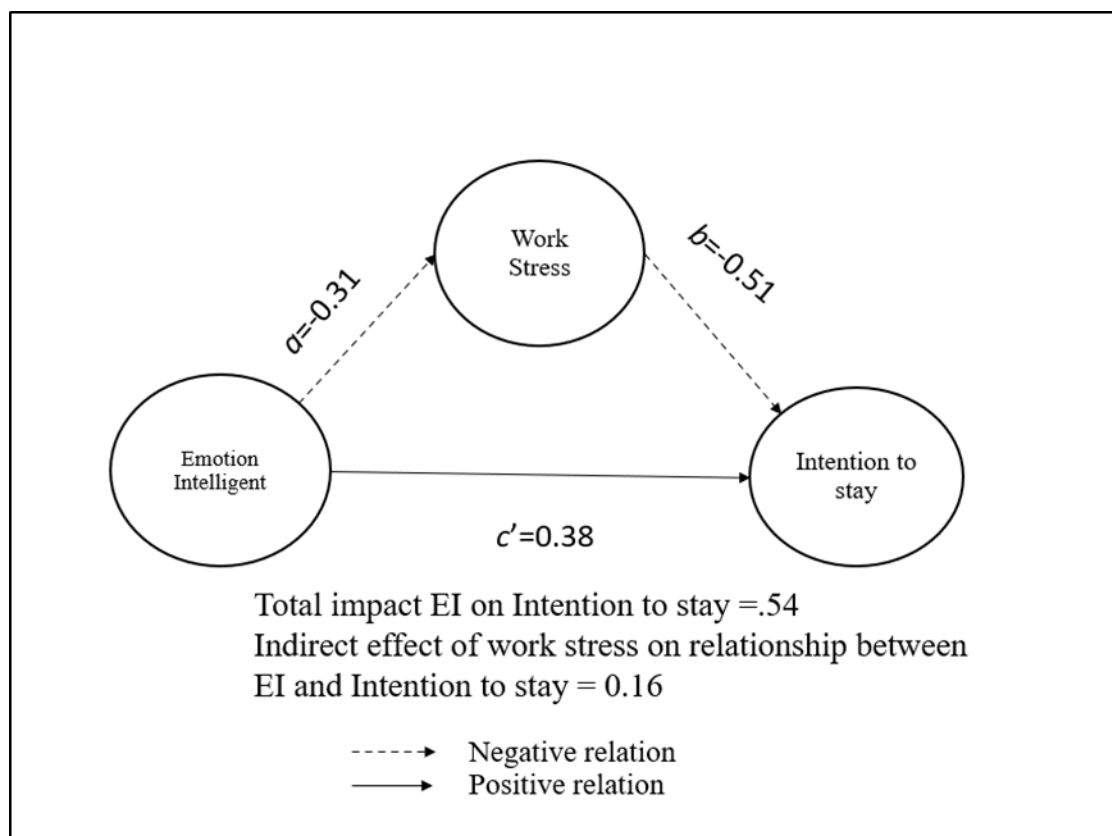 Work
Stress
a=-0.31
b=-0.51
Emotion
Intelligent
Intention to
stay
c’=0.38
Total impact EI on Intention to stay =.54
Indirect effect of work stress on relationship between
EI and Intention to stay = 0.16
Negative relation
Positive relation